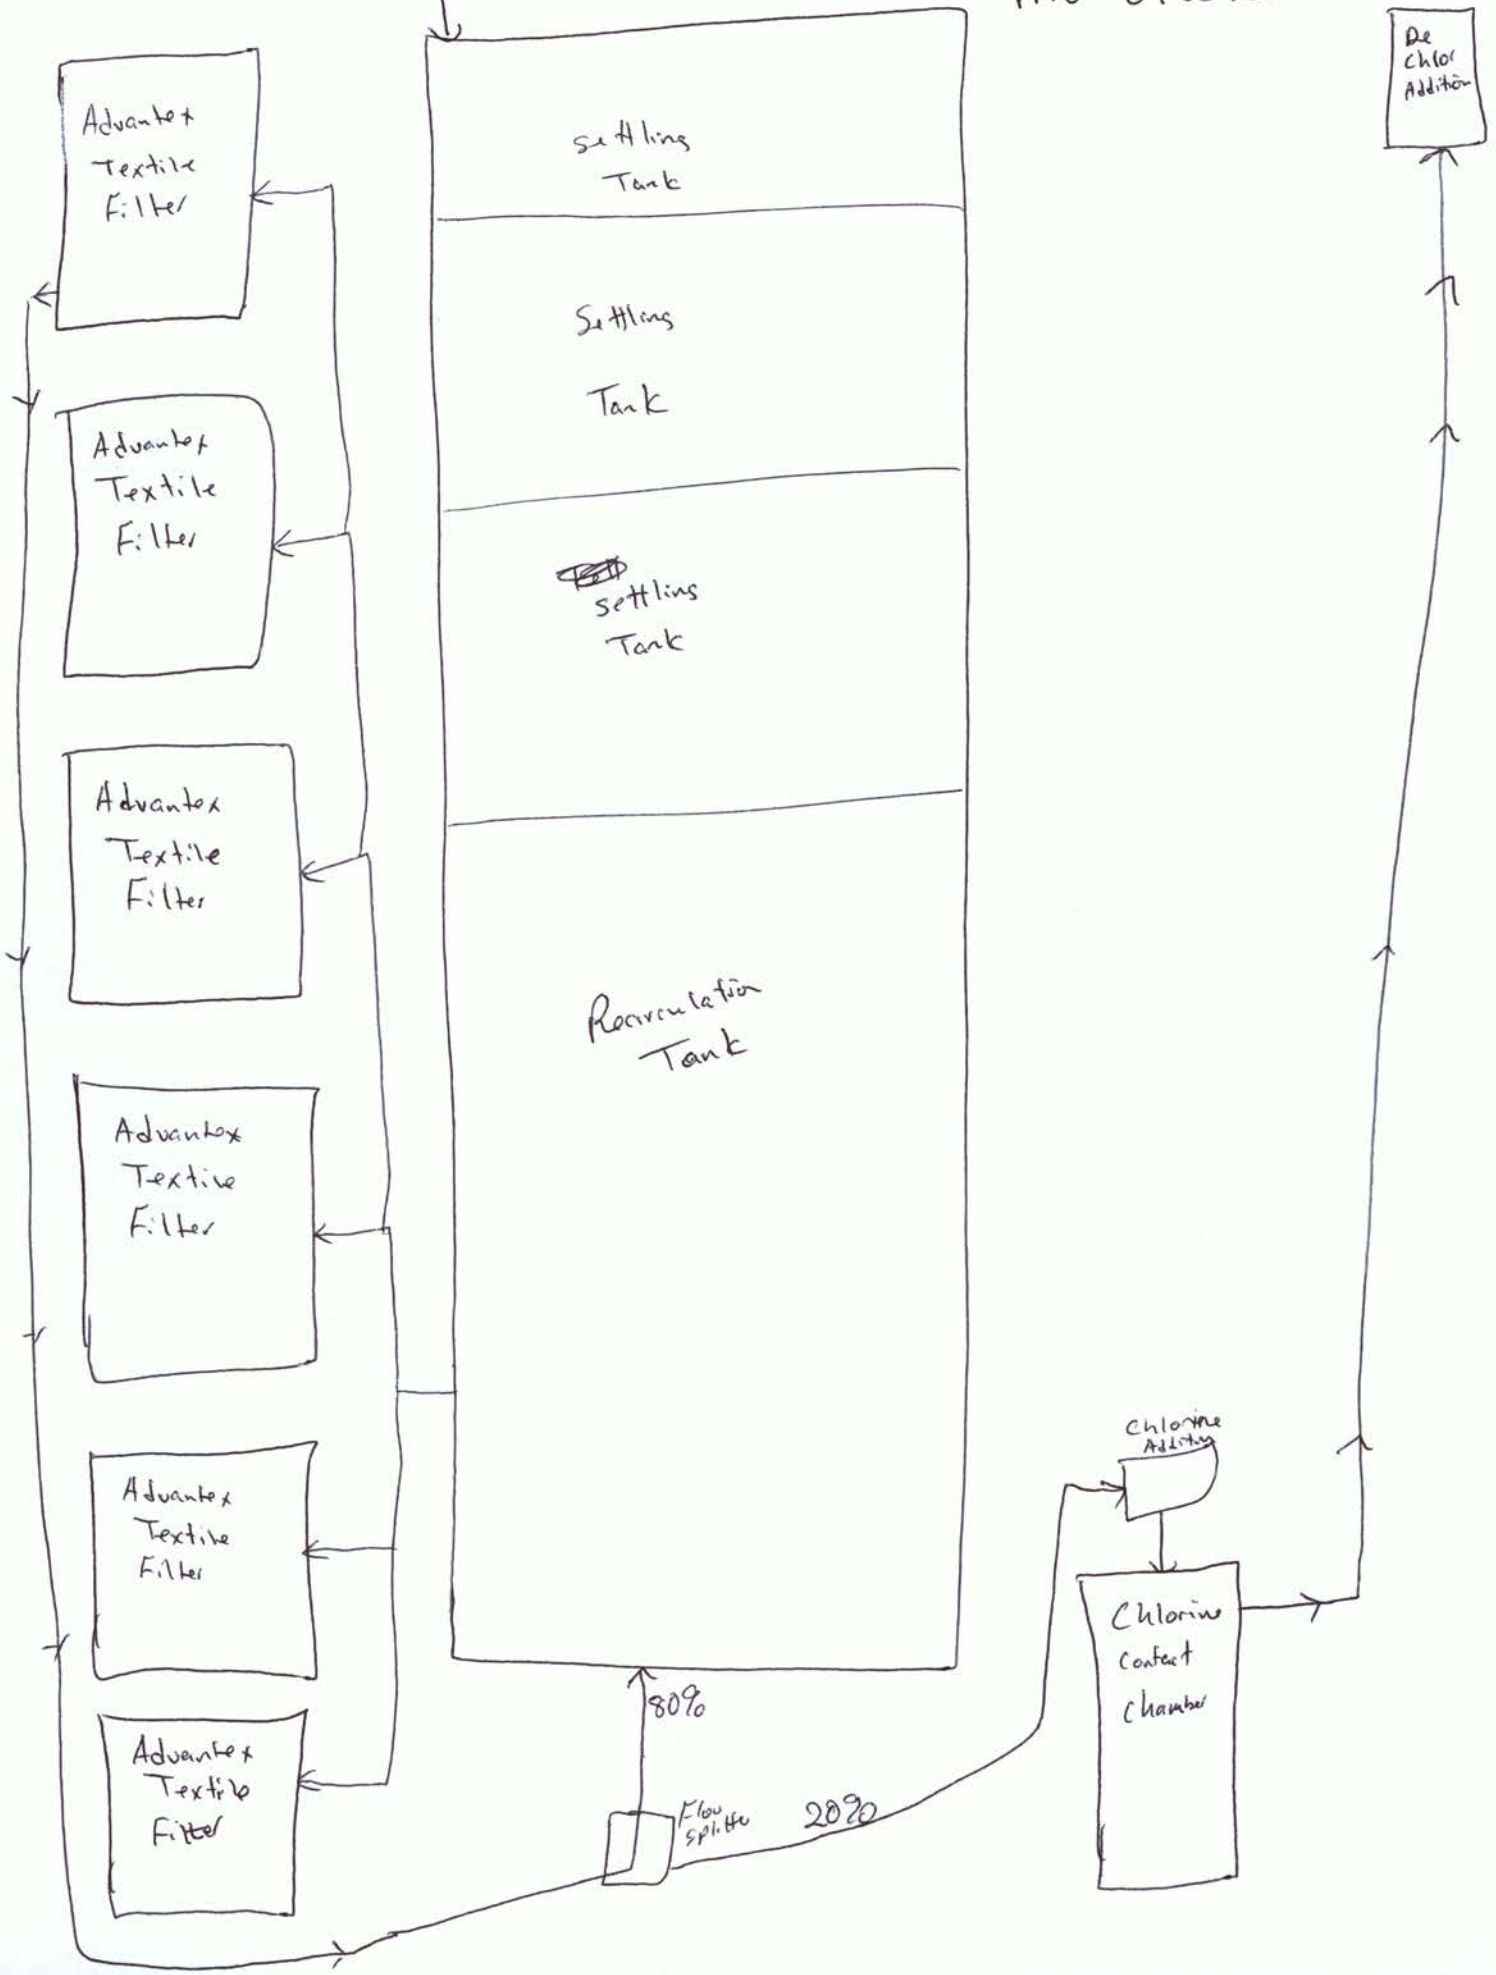 De
Chlor
Addition
Advantex
Textile
Filter
Settling
Tank
Settling
Tank
Advantex
Textile
Filter
Settling
Tank
Advantex
Textile
Filter
Recirculation
Tank
Advantex
Textile
Filter
Chlorine
Addition
Advantex
Textile
Filter
Chlorine
Contact
Chamber
80%
Advantex
Textile
Filter
Flow
Splitter
20%